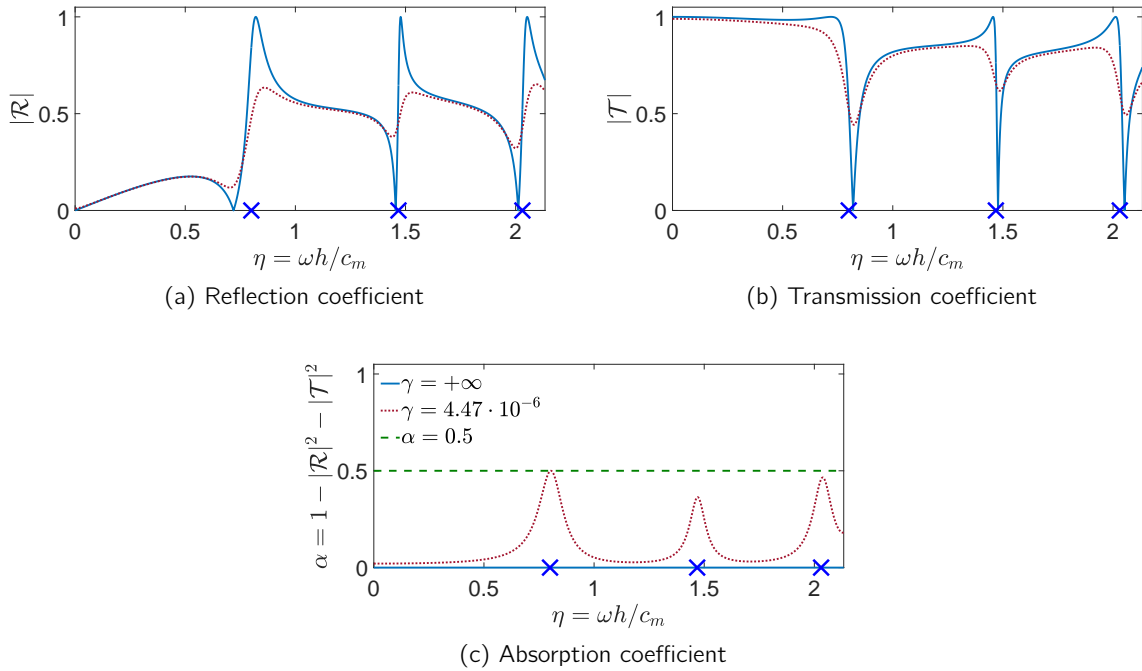 1
0.5
0
|R|
0 0.5 1 1.5 2
η = ωh/c_m
(a) Reflection coefficient
1
0.5
0
|T|
0 0.5 1 1.5 2
η = ωh/c_m
(b) Transmission coefficient
α = 1 − |R|² − |T|²
1
0.5
0
γ = +∞
γ = 4.47 · 10⁻⁶
α = 0.5
0 0.5 1 1.5 2
η = ωh/c_m
(c) Absorption coefficient